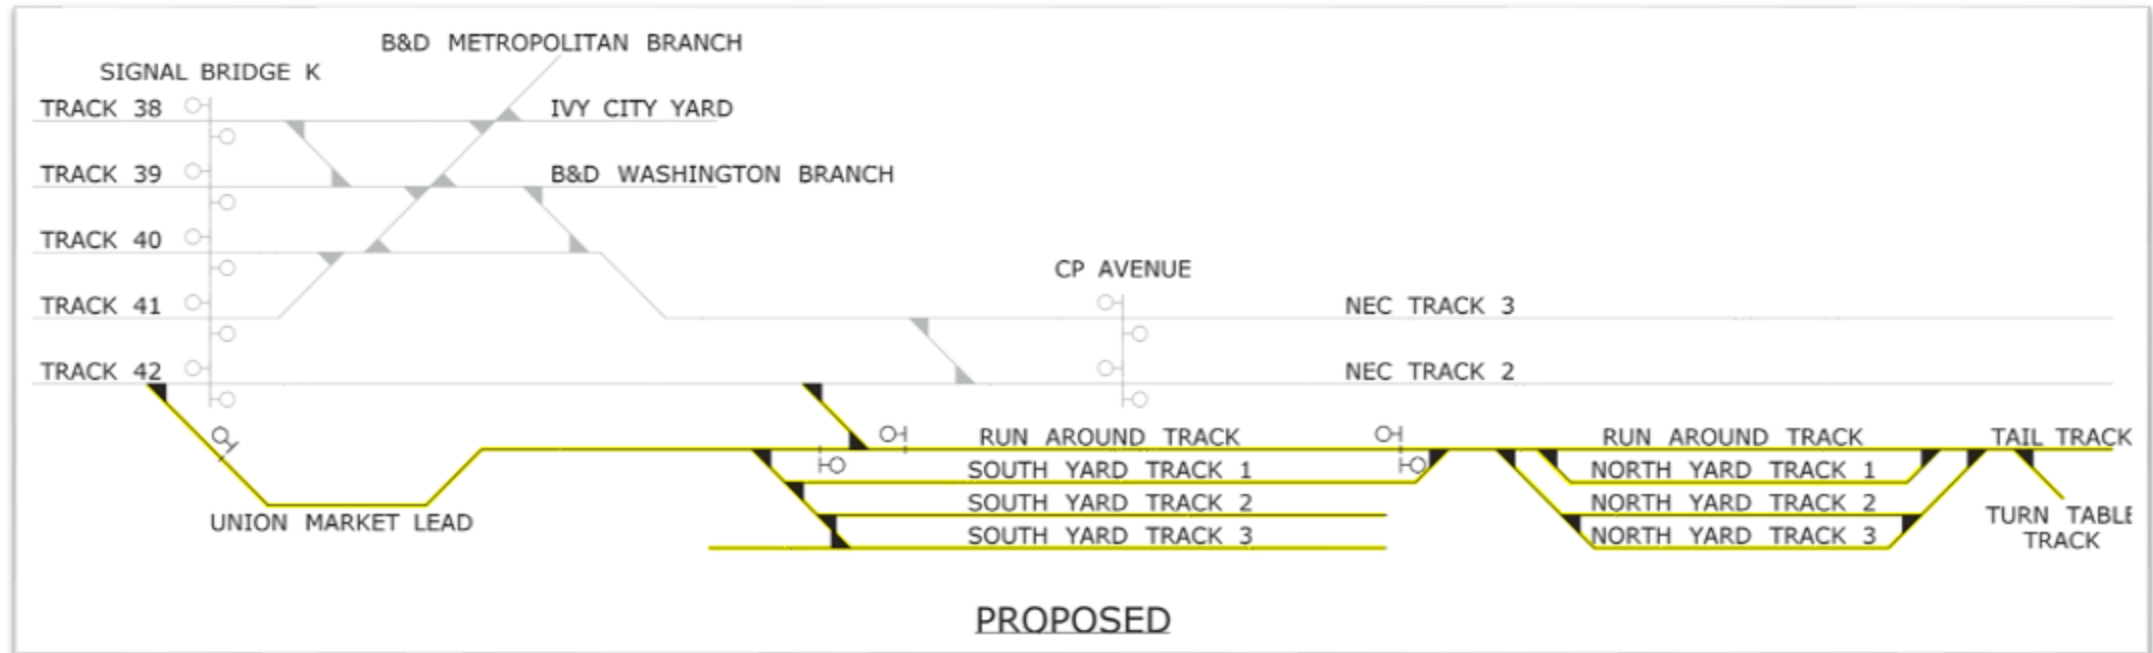 B&D METROPOLITAN BRANCH
SIGNAL BRIDGE K
TRACK 38
IVY CITY YARD
TRACK 39
B&D WASHINGTON BRANCH
TRACK 40
CP AVENUE
TRACK 41
NEC TRACK 3
TRACK 42
NEC TRACK 2
RUN AROUND TRACK
RUN AROUND TRACK
TAIL TRACK
SOUTH YARD TRACK 1
NORTH YARD TRACK 1
SOUTH YARD TRACK 2
NORTH YARD TRACK 2
UNION MARKET LEAD
TURN TABLE
TRACK
SOUTH YARD TRACK 3
NORTH YARD TRACK 3
PROPOSED